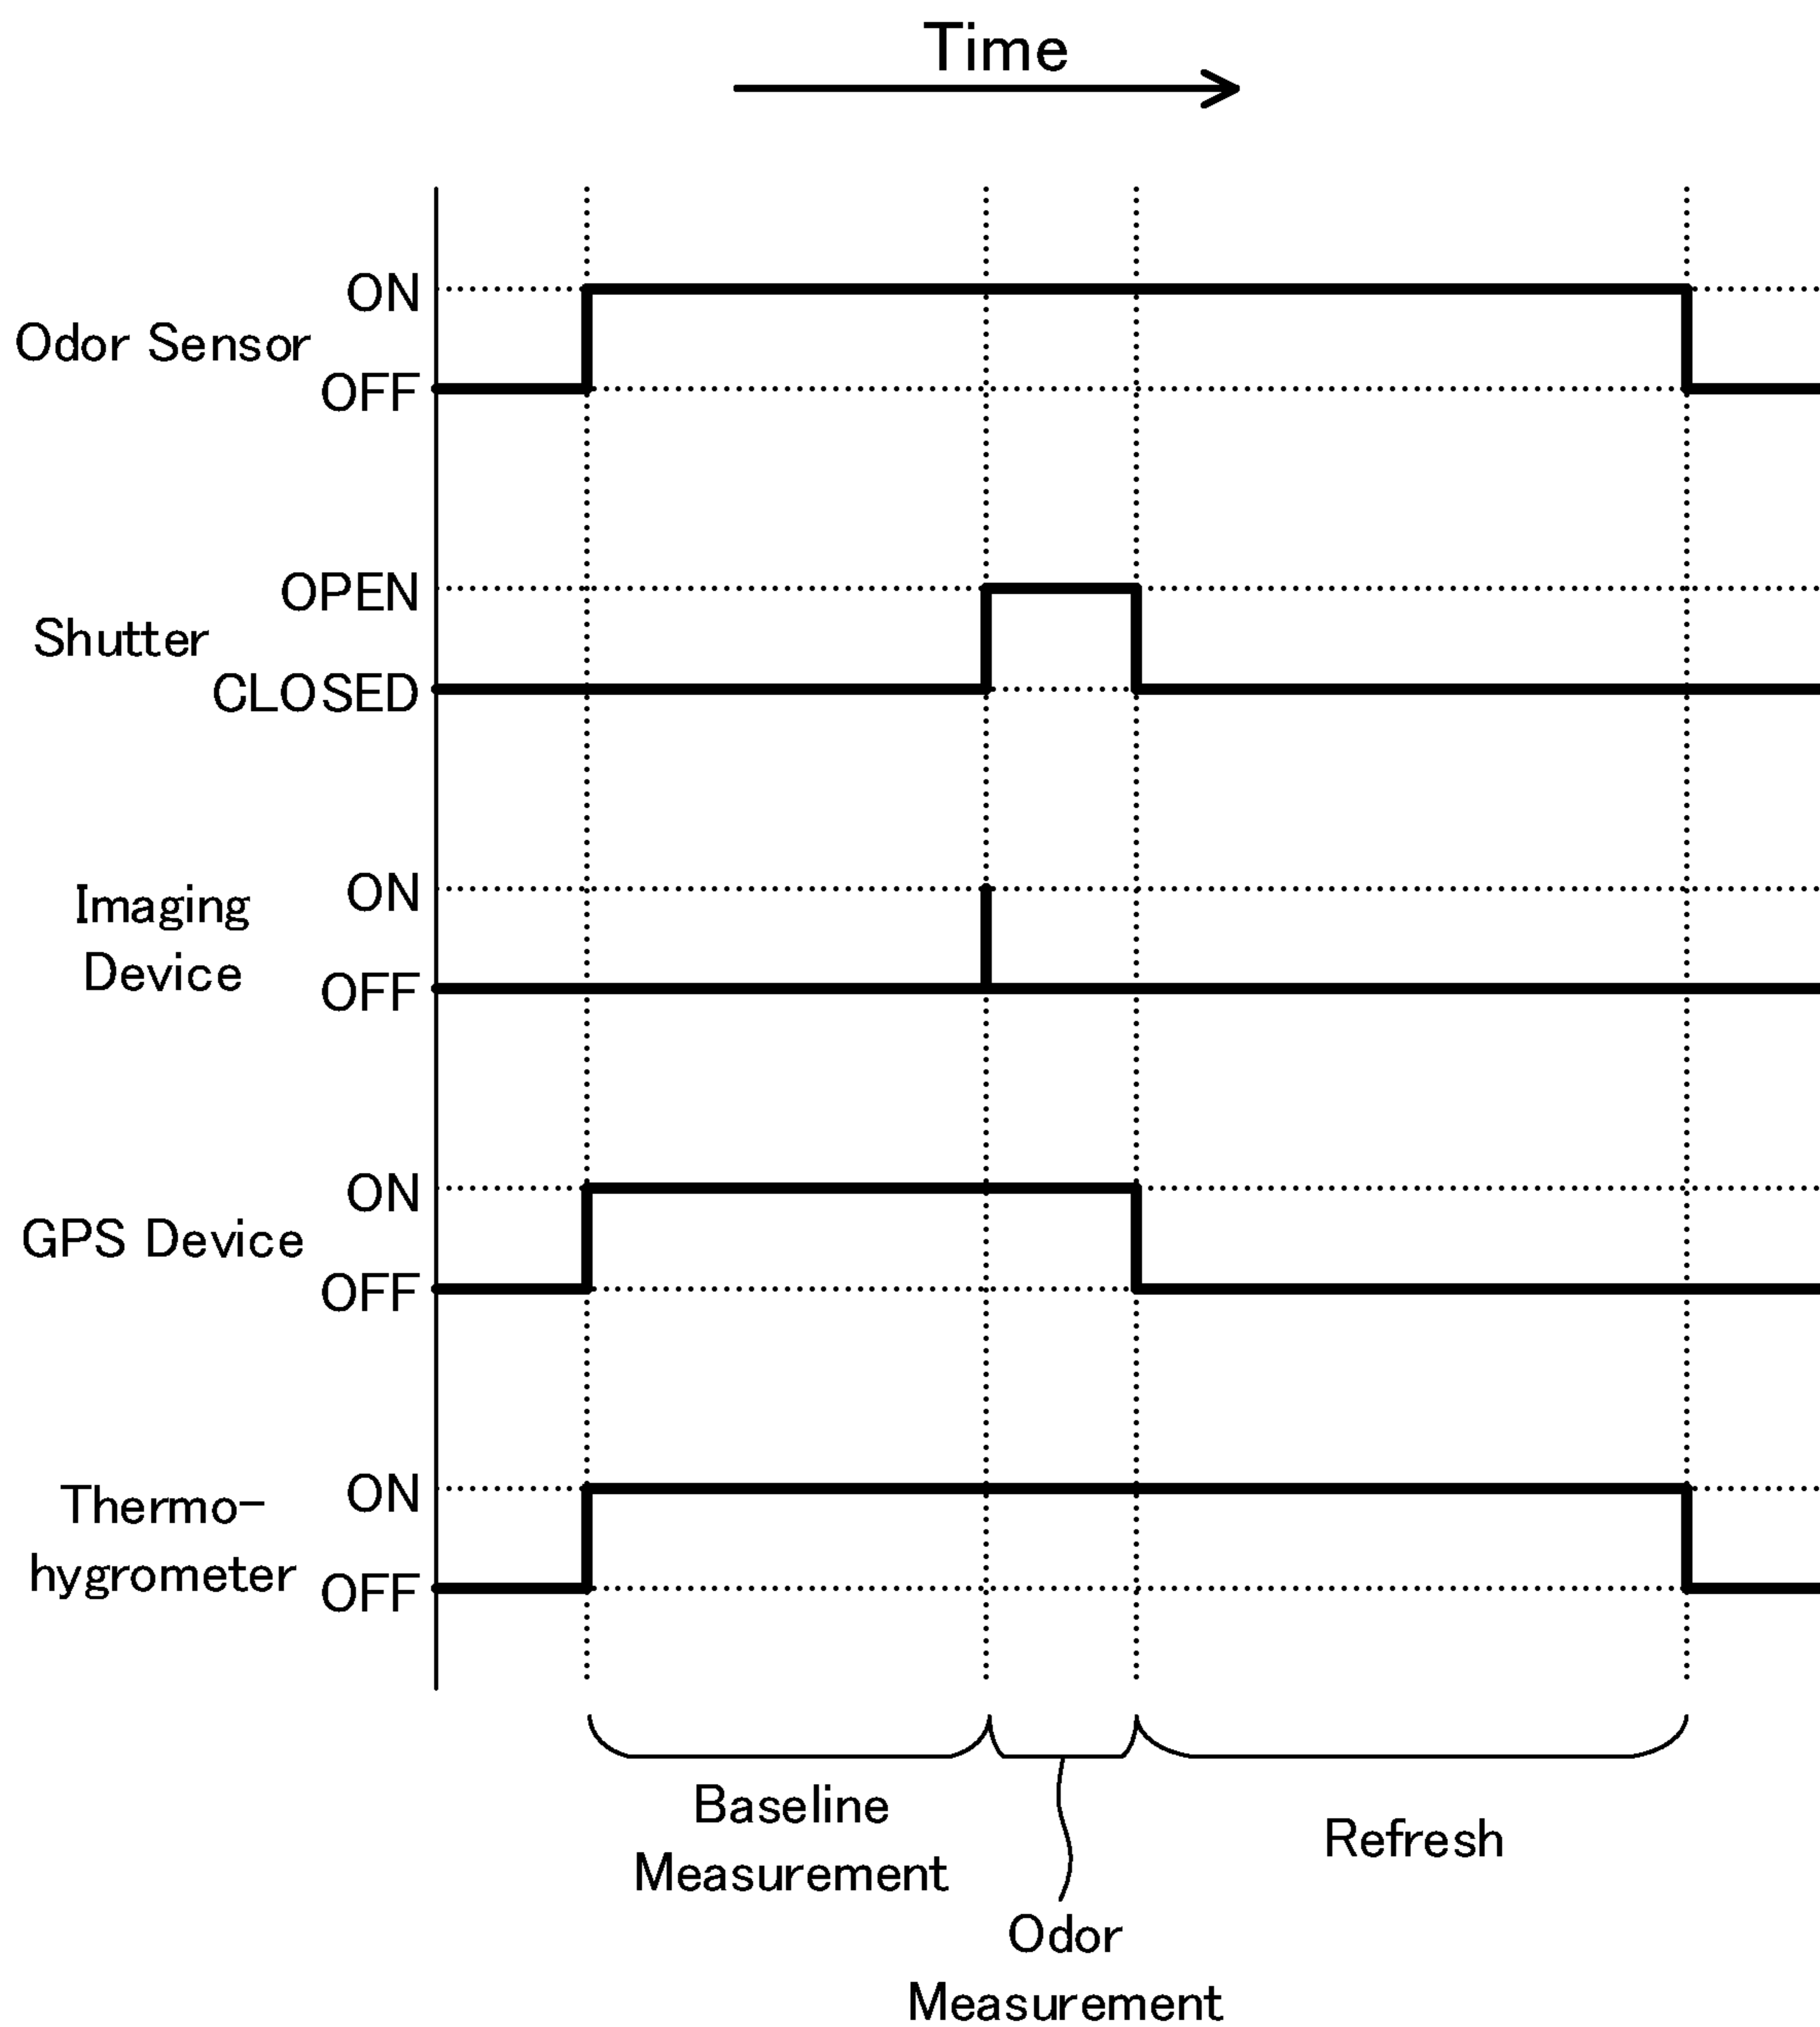 Time
ON
Odor Sensor
OFF
OPEN
Shutter
CLOSED
ON
Imaging
Device
OFF
ON
GPS Device
OFF
ON
Thermo-
hygrometer
OFF
Baseline
Measurement
Refresh
Odor
Measurement